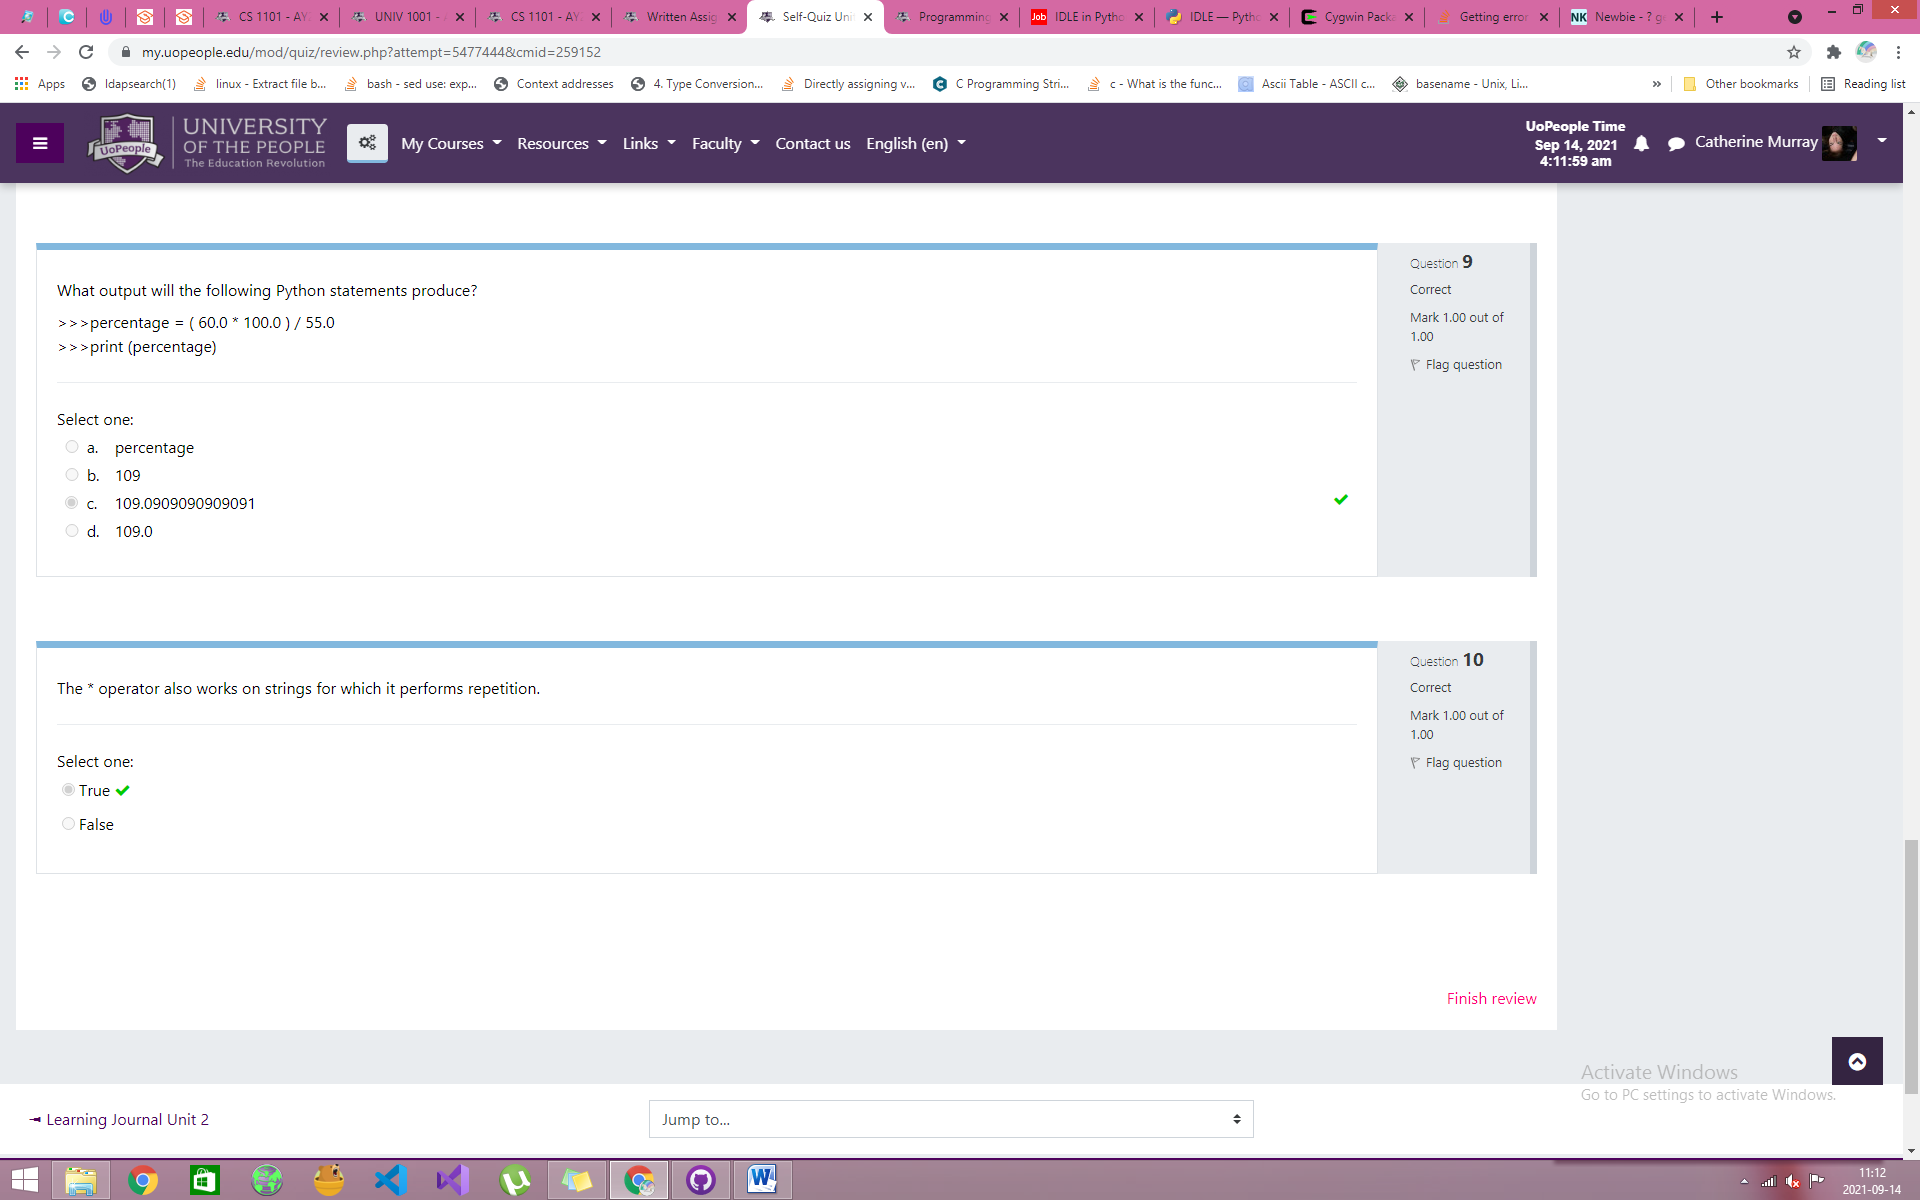 CS 1101 - AY
UNIV 1001 - A
CS 1101 - AY
Written Assig
Self-Quiz Uni
Programming
Job IDLE in Pytho
IDLE — Pytho
Cygwin Packa
Getting error
NK Newbie - ? ge
my.uopeople.edu/mod/quiz/review.php?attempt=5477444&cmid=259152
Apps
ldapsearch(1)
linux - Extract file b...
bash - sed use: exp...
Context addresses
4. Type Conversion...
Directly assigning v...
C Programming Stri...
c - What is the func...
Ascii Table - ASCII c...
basename - Unix, Li...
»
Other bookmarks
Reading list
UoPeople
UNIVERSITY
OF THE PEOPLE
The Education Revolution
My Courses
Resources
Links
Faculty
Contact us
English (en)
UoPeople Time
Sep 14, 2021
4:11:59 am
Catherine Murray
What output will the following Python statements produce?
>>>percentage = ( 60.0 * 100.0 ) / 55.0
>>>print (percentage)
Select one:
a. percentage
b. 109
c. 109.0909090909091
d. 109.0
Question 9
Correct
Mark 1.00 out of
1.00
Flag question
The * operator also works on strings for which it performs repetition.
Select one:
True
False
Question 10
Correct
Mark 1.00 out of
1.00
Flag question
Finish review
Activate Windows
Go to PC settings to activate Windows.
◄ Learning Journal Unit 2
Jump to...
11:12
2021-09-14